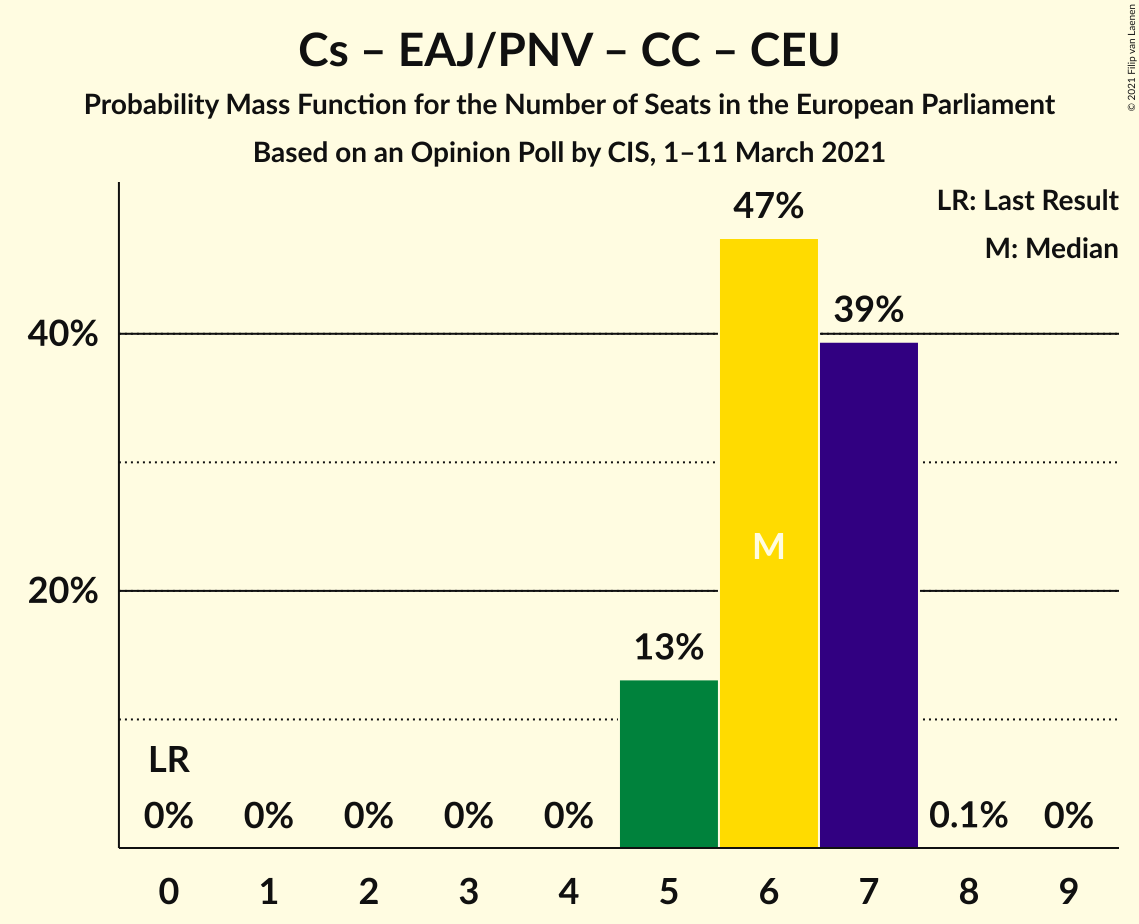 Cs – EAJ/PNV – CC – CEU
Probability Mass Function for the Number of Seats in the European Parliament
Based on an Opinion Poll by CIS, 1–11 March 2021
© 2021 Filip van Laenen
LR: Last Result
M: Median
47%
39%
40%
M
20%
13%
LR
0% 0% 0% 0% 0% 0.1% 0%
0 1 2 3 4 5 6 7 8 9